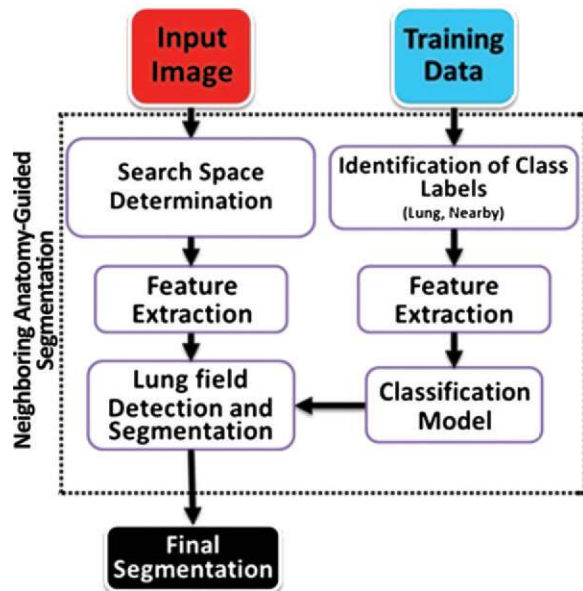 Input
Image
Training
Data
Neighboring Anatomy-Guided
Segmentation
Search Space
Determination
Identification of Class
Labels
(Lung, Nearby)
Feature
Extraction
Feature
Extraction
Lung field
Detection and
Segmentation
Classification
Model
Final
Segmentation